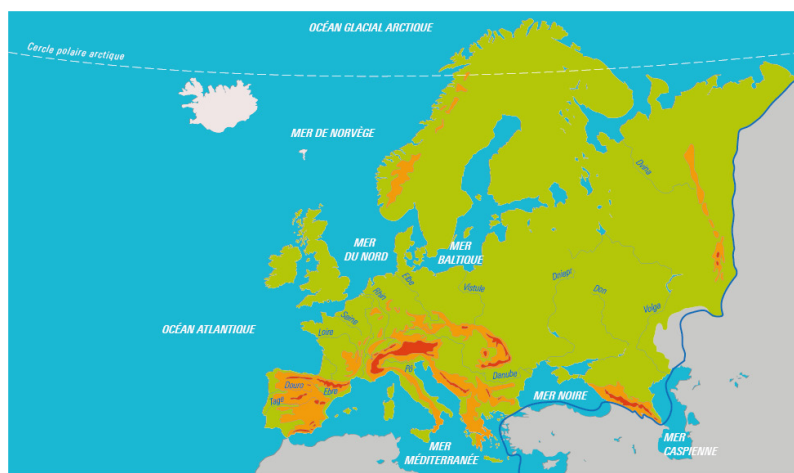 OCÉAN GLACIAL ARCTIQUE
Cercle polaire arctique
MER DE NORVÈGE
Dvina
MER
DU NORD
MER
BALTIQUE
Elbe
Rhin
Vistule
Dniepr
Don
Volga
Seine
Loire
OCÉAN ATLANTIQUE
Pô
Danube
Douro
Èbre
Tage
MER NOIRE
MER
CASPIENNE
MER
MÉDITERRANÉE